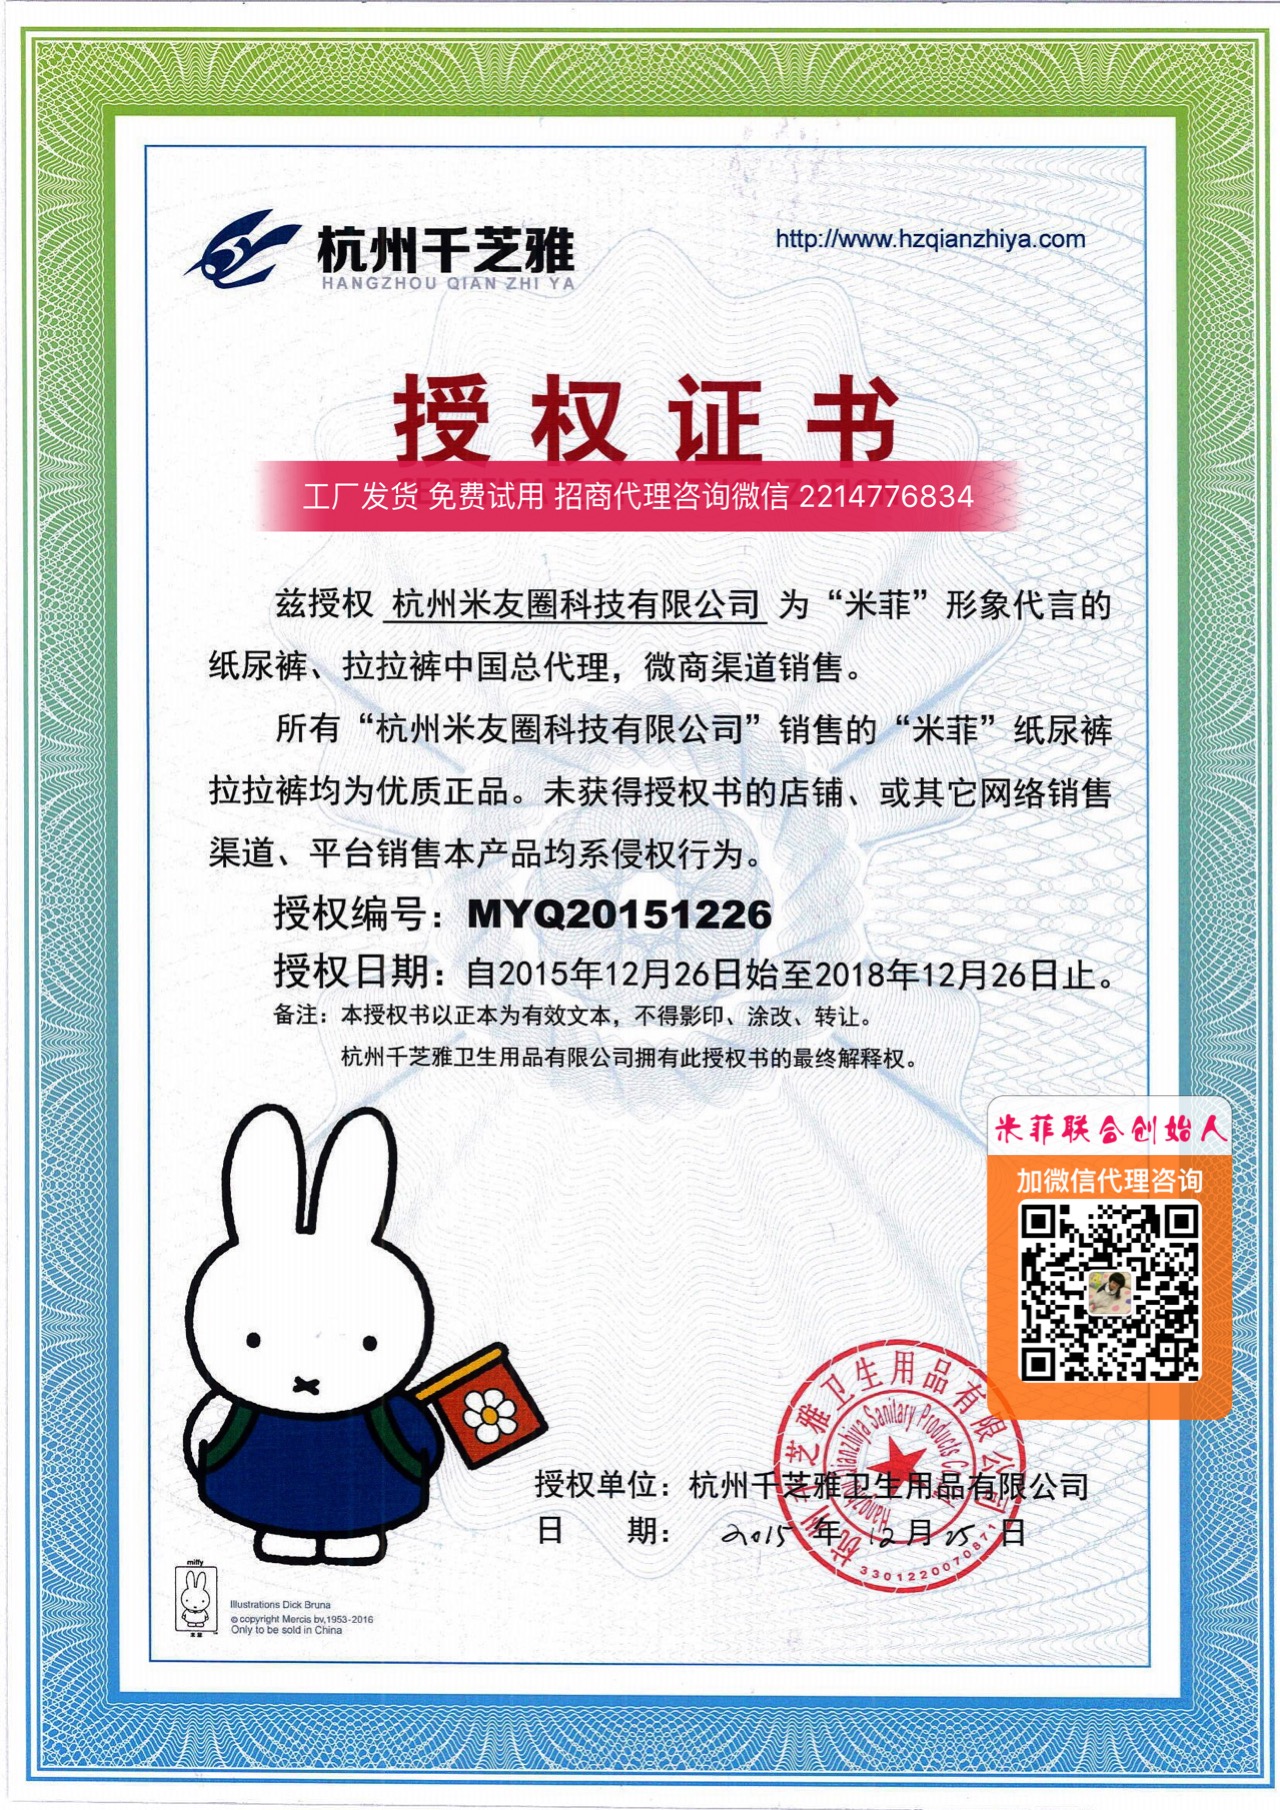 杭州千芝雅
HANGZHOU QIAN ZHI YA
http://www.hzqianzhiya.com
授权证书
工厂发货 免费试用 招商代理咨询微信 2214776834
兹授权 杭州米友圈科技有限公司 为“米菲”形象代言的
纸尿裤、拉拉裤中国总代理，微商渠道销售。
所有“杭州米友圈科技有限公司”销售的“米菲”纸尿裤
拉拉裤均为优质正品。未获得授权书的店铺、或其它网络销售
渠道、平台销售本产品均系侵权行为。
授权编号：MYQ20151226
授权日期：自2015年12月26日始至2018年12月26日止。
备注：本授权书以正本为有效文本，不得影印、涂改、转让。
杭州千芝雅卫生用品有限公司拥有此授权书的最终解释权。
米菲联合创始人
加微信代理咨询
杭州千芝雅卫生用品有限公司
Hangzhou Qianzhiya Sanitary Products Co.,Ltd
3301220070871
授权单位：杭州千芝雅卫生用品有限公司
日 期： 2015 年 12 月 25 日
miffy
米菲
Illustrations Dick Bruna
© copyright Mercis bv,1953-2016
Only to be sold in China